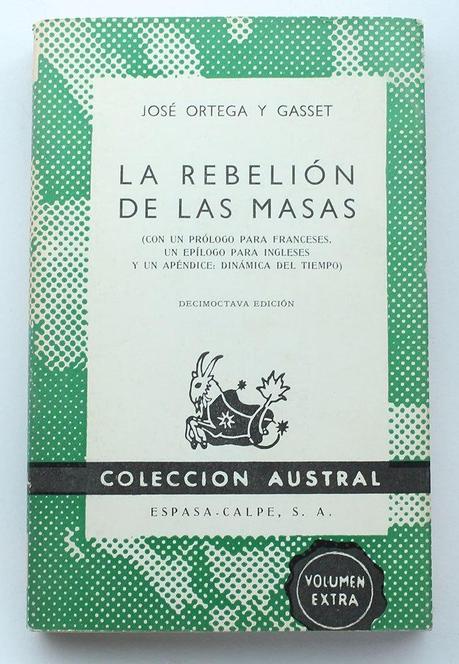 JOSÉ ORTEGA Y GASSET
LA REBELIÓN
DE LAS MASAS
(CON UN PRÓLOGO PARA FRANCESES,
UN EPÍLOGO PARA INGLESES
Y UN APÉNDICE: DINÁMICA DEL TIEMPO)
DECIMOCTAVA EDICIÓN
COLECCION AUSTRAL
ESPASA-CALPE, S. A.
VOLUMEN
EXTRA